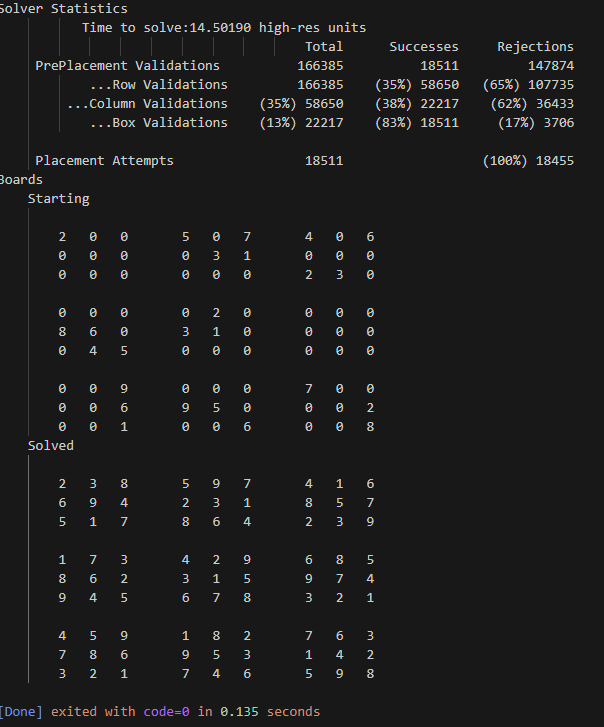 Solver Statistics
Time to solve:14.50190 high-res units
Total Successes Rejections
PrePlacement Validations 166385 18511 147874
...Row Validations 166385 (35%) 58650 (65%) 107735
...Column Validations (35%) 58650 (38%) 22217 (62%) 36433
...Box Validations (13%) 22217 (83%) 18511 (17%) 3706
Placement Attempts 18511 (100%) 18455
Boards
Starting
2 0 0 5 0 7 4 0 6
0 0 0 0 3 1 0 0 0
0 0 0 0 0 0 2 3 0
0 0 0 0 2 0 0 0 0
8 6 0 3 1 0 0 0 0
0 4 5 0 0 0 0 0 0
0 0 9 0 0 0 7 0 0
0 0 6 9 5 0 0 0 2
0 0 1 0 0 6 0 0 8
Solved
2 3 8 5 9 7 4 1 6
6 9 4 2 3 1 8 5 7
5 1 7 8 6 4 2 3 9
1 7 3 4 2 9 6 8 5
8 6 2 3 1 5 9 7 4
9 4 5 6 7 8 3 2 1
4 5 9 1 8 2 7 6 3
7 8 6 9 5 3 1 4 2
3 2 1 7 4 6 5 9 8
[Done] exited with code=0 in 0.135 seconds